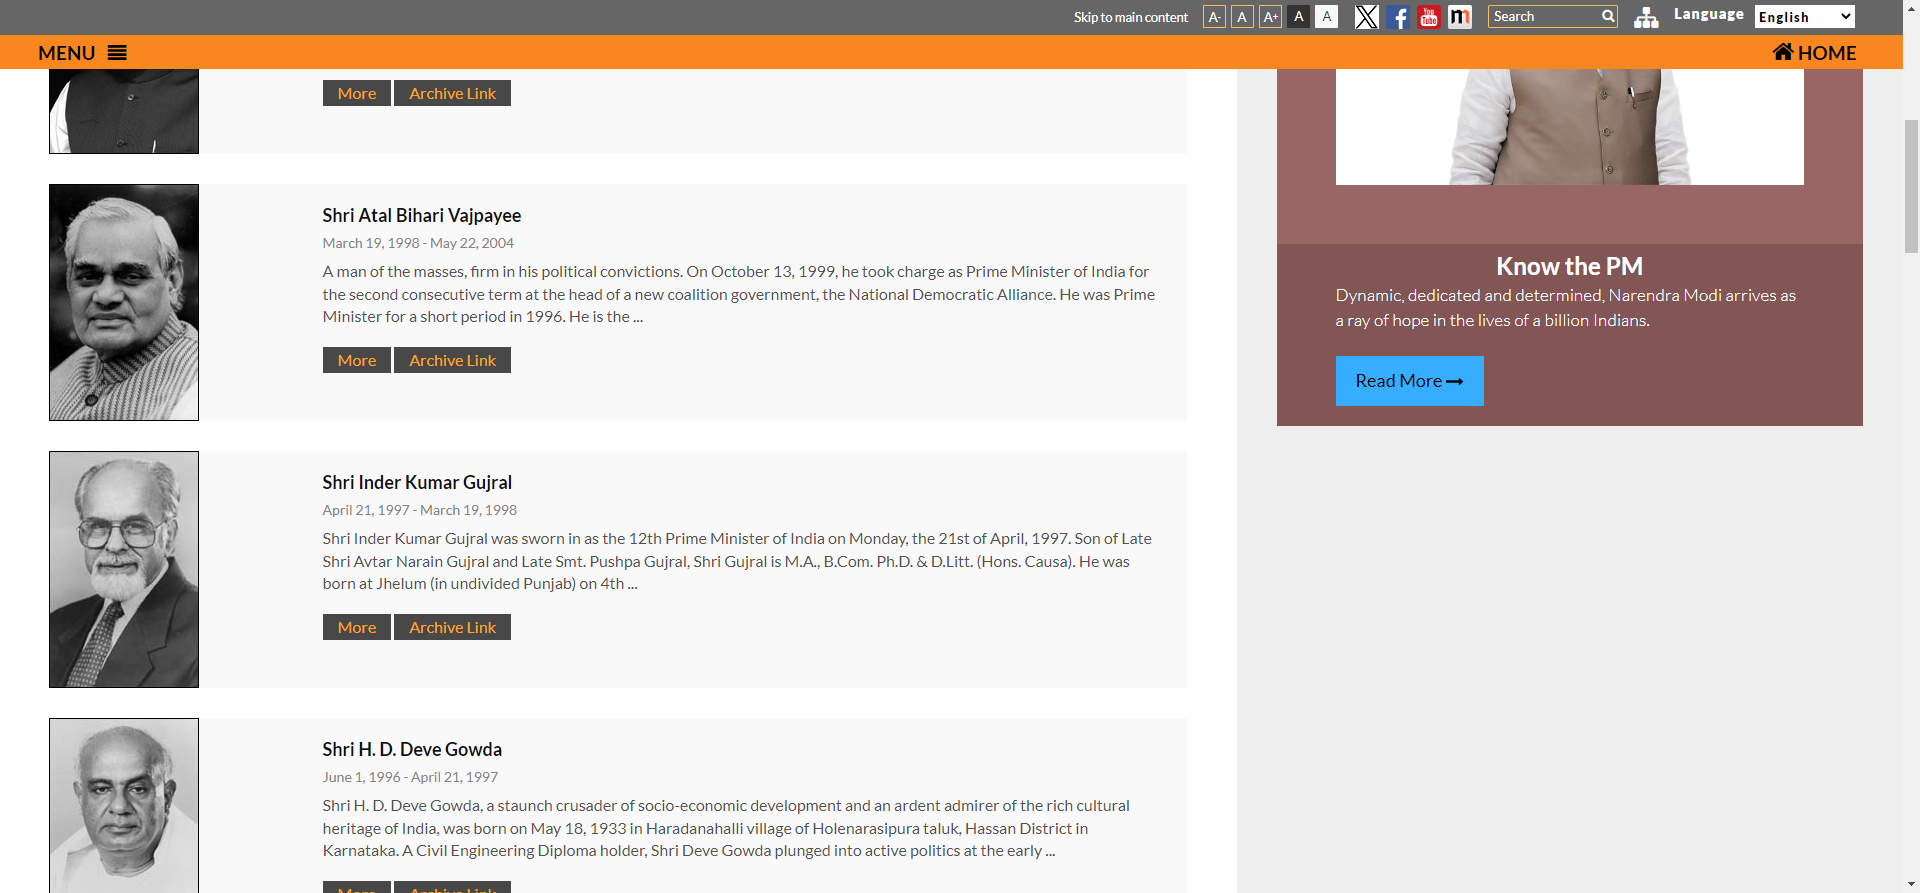 Skip to main content
A-
A
A+
A
A
X
f
You Tube
m
Search
Language
English
MENU
HOME
More
Archive Link
Shri Atal Bihari Vajpayee
March 19, 1998 - May 22, 2004
A man of the masses, firm in his political convictions. On October 13, 1999, he took charge as Prime Minister of India for
the second consecutive term at the head of a new coalition government, the National Democratic Alliance. He was Prime
Minister for a short period in 1996. He is the ...
More
Archive Link
Shri Inder Kumar Gujral
April 21, 1997 - March 19, 1998
Shri Inder Kumar Gujral was sworn in as the 12th Prime Minister of India on Monday, the 21st of April, 1997. Son of Late
Shri Avtar Narain Gujral and Late Smt. Pushpa Gujral, Shri Gujral is M.A., B.Com. Ph.D. & D.Litt. (Hons. Causa). He was
born at Jhelum (in undivided Punjab) on 4th ...
More
Archive Link
Shri H. D. Deve Gowda
June 1, 1996 - April 21, 1997
Shri H. D. Deve Gowda, a staunch crusader of socio-economic development and an ardent admirer of the rich cultural
heritage of India, was born on May 18, 1933 in Haradanahalli village of Holenarasipura taluk, Hassan District in
Karnataka. A Civil Engineering Diploma holder, Shri Deve Gowda plunged into active politics at the early ...
More
Archive Link
Know the PM
Dynamic, dedicated and determined, Narendra Modi arrives as
a ray of hope in the lives of a billion Indians.
Read More